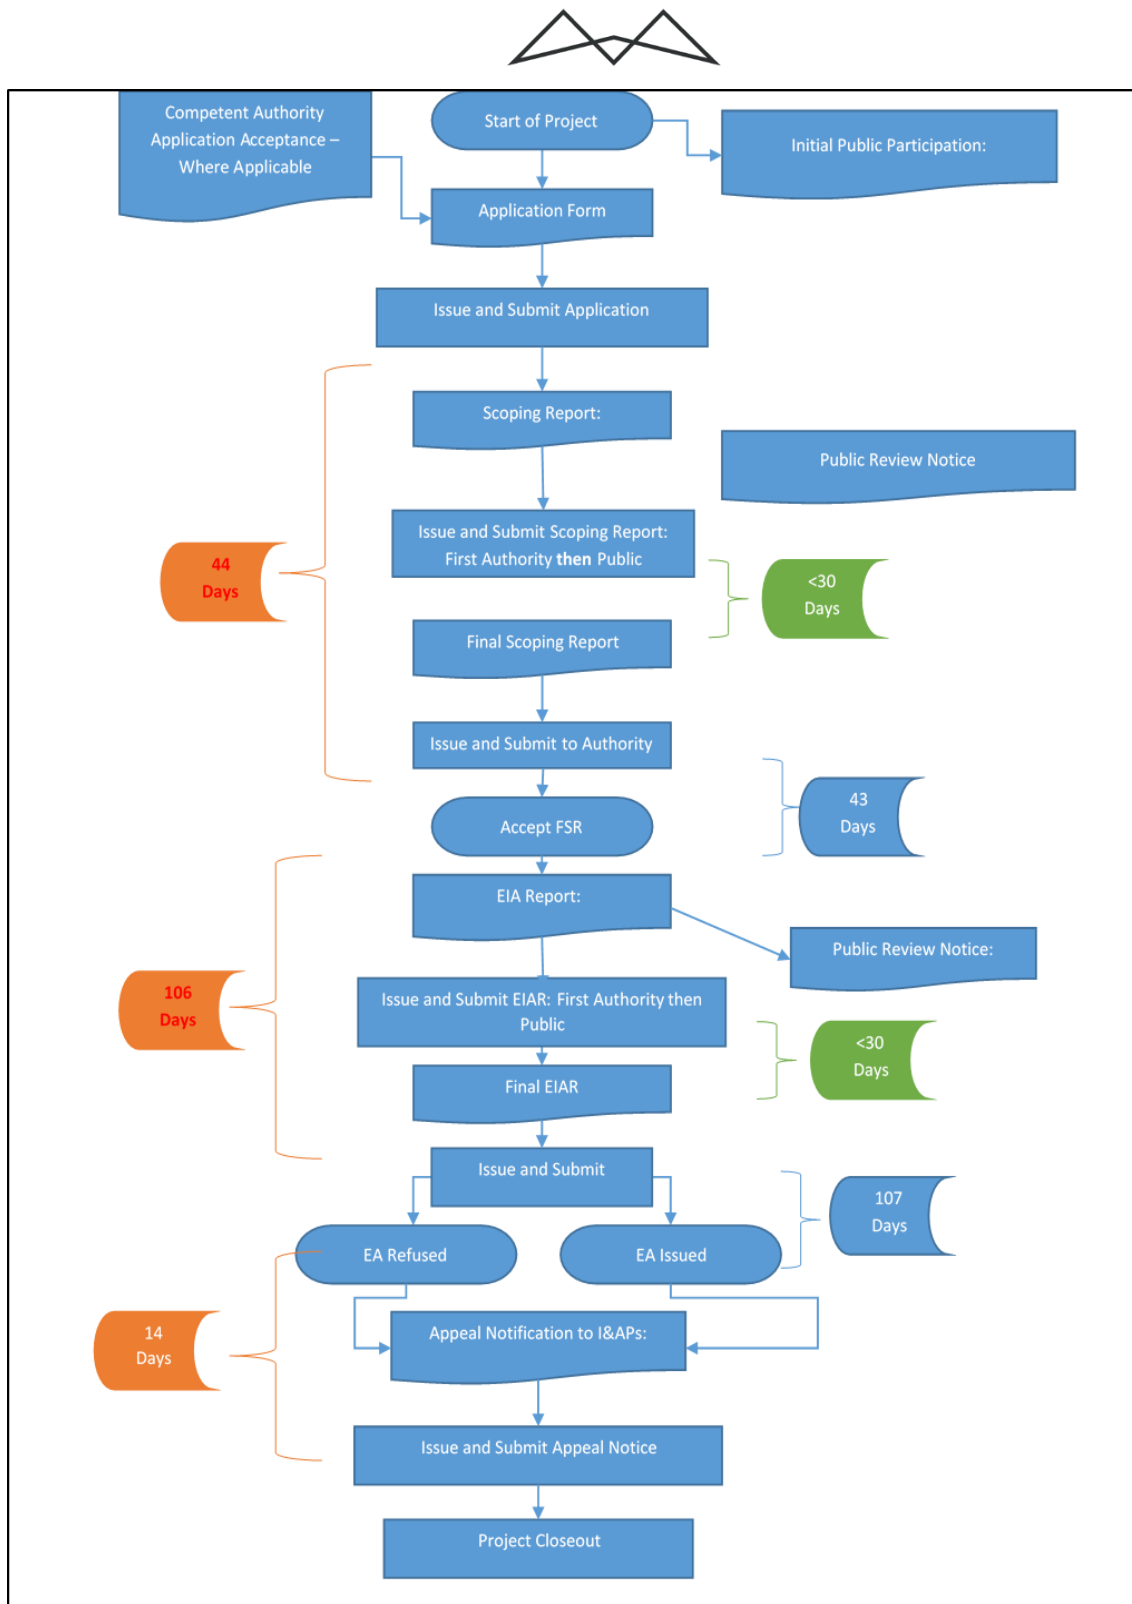 Competent Authority
Application Acceptance –
Where Applicable
Start of Project
Initial Public Participation:
Application Form
Issue and Submit Application
Scoping Report:
Public Review Notice
Issue and Submit Scoping Report:
First Authority then Public
44
Days
<30
Days
Final Scoping Report
Issue and Submit to Authority
43
Days
Accept FSR
EIA Report:
Public Review Notice:
106
Days
Issue and Submit EIAR: First Authority then
Public
<30
Days
Final EIAR
Issue and Submit
107
Days
EA Refused
EA Issued
14
Days
Appeal Notification to I&APs:
Issue and Submit Appeal Notice
Project Closeout